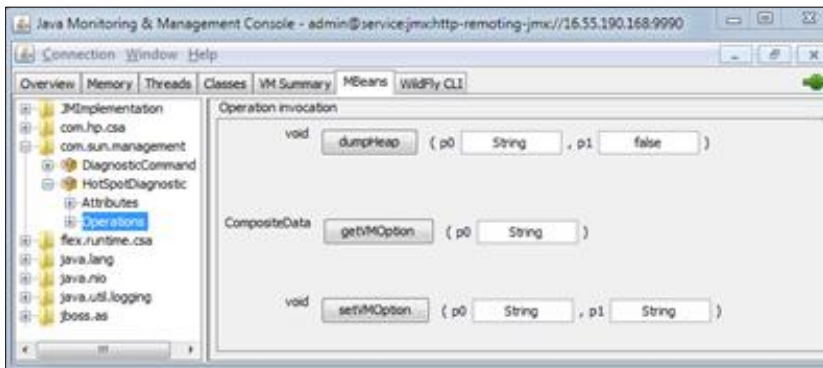 Java Monitoring & Management Console - admin@service:jmx:http-remoting-jmx://16.55.190.168:9990
Connection Window Help
Overview Memory Threads Classes VM Summary MBeans WildFly CLI
JMImplementation
com.hp.csa
com.sun.management
DiagnosticCommand
HotSpotDiagnostic
Attributes
Operations
flex.runtime.csa
java.lang
java.nio
java.util.logging
jboss.as
Operation invocation
void dumpHeap ( p0 String , p1 false )
CompositeData getVMOption ( p0 String )
void setVMOption ( p0 String , p1 String )